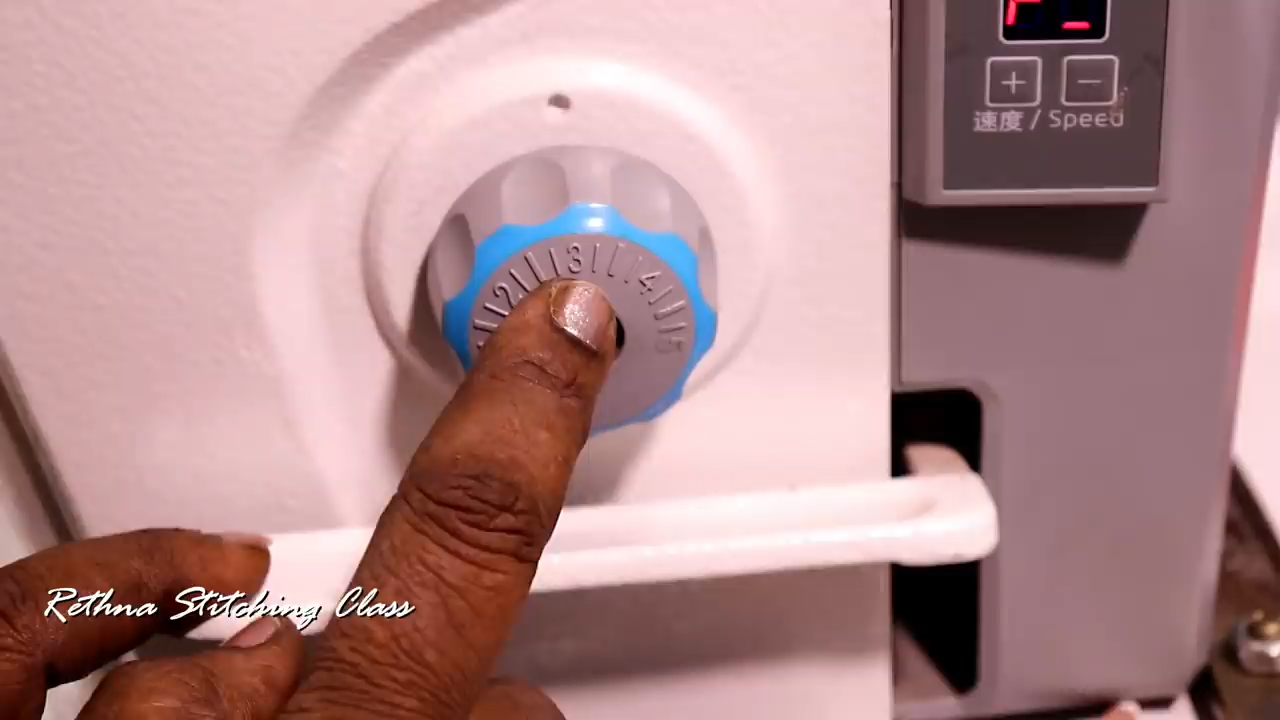 + −
速度 / Speed
2 3 4 5
Rethna Stitching Class